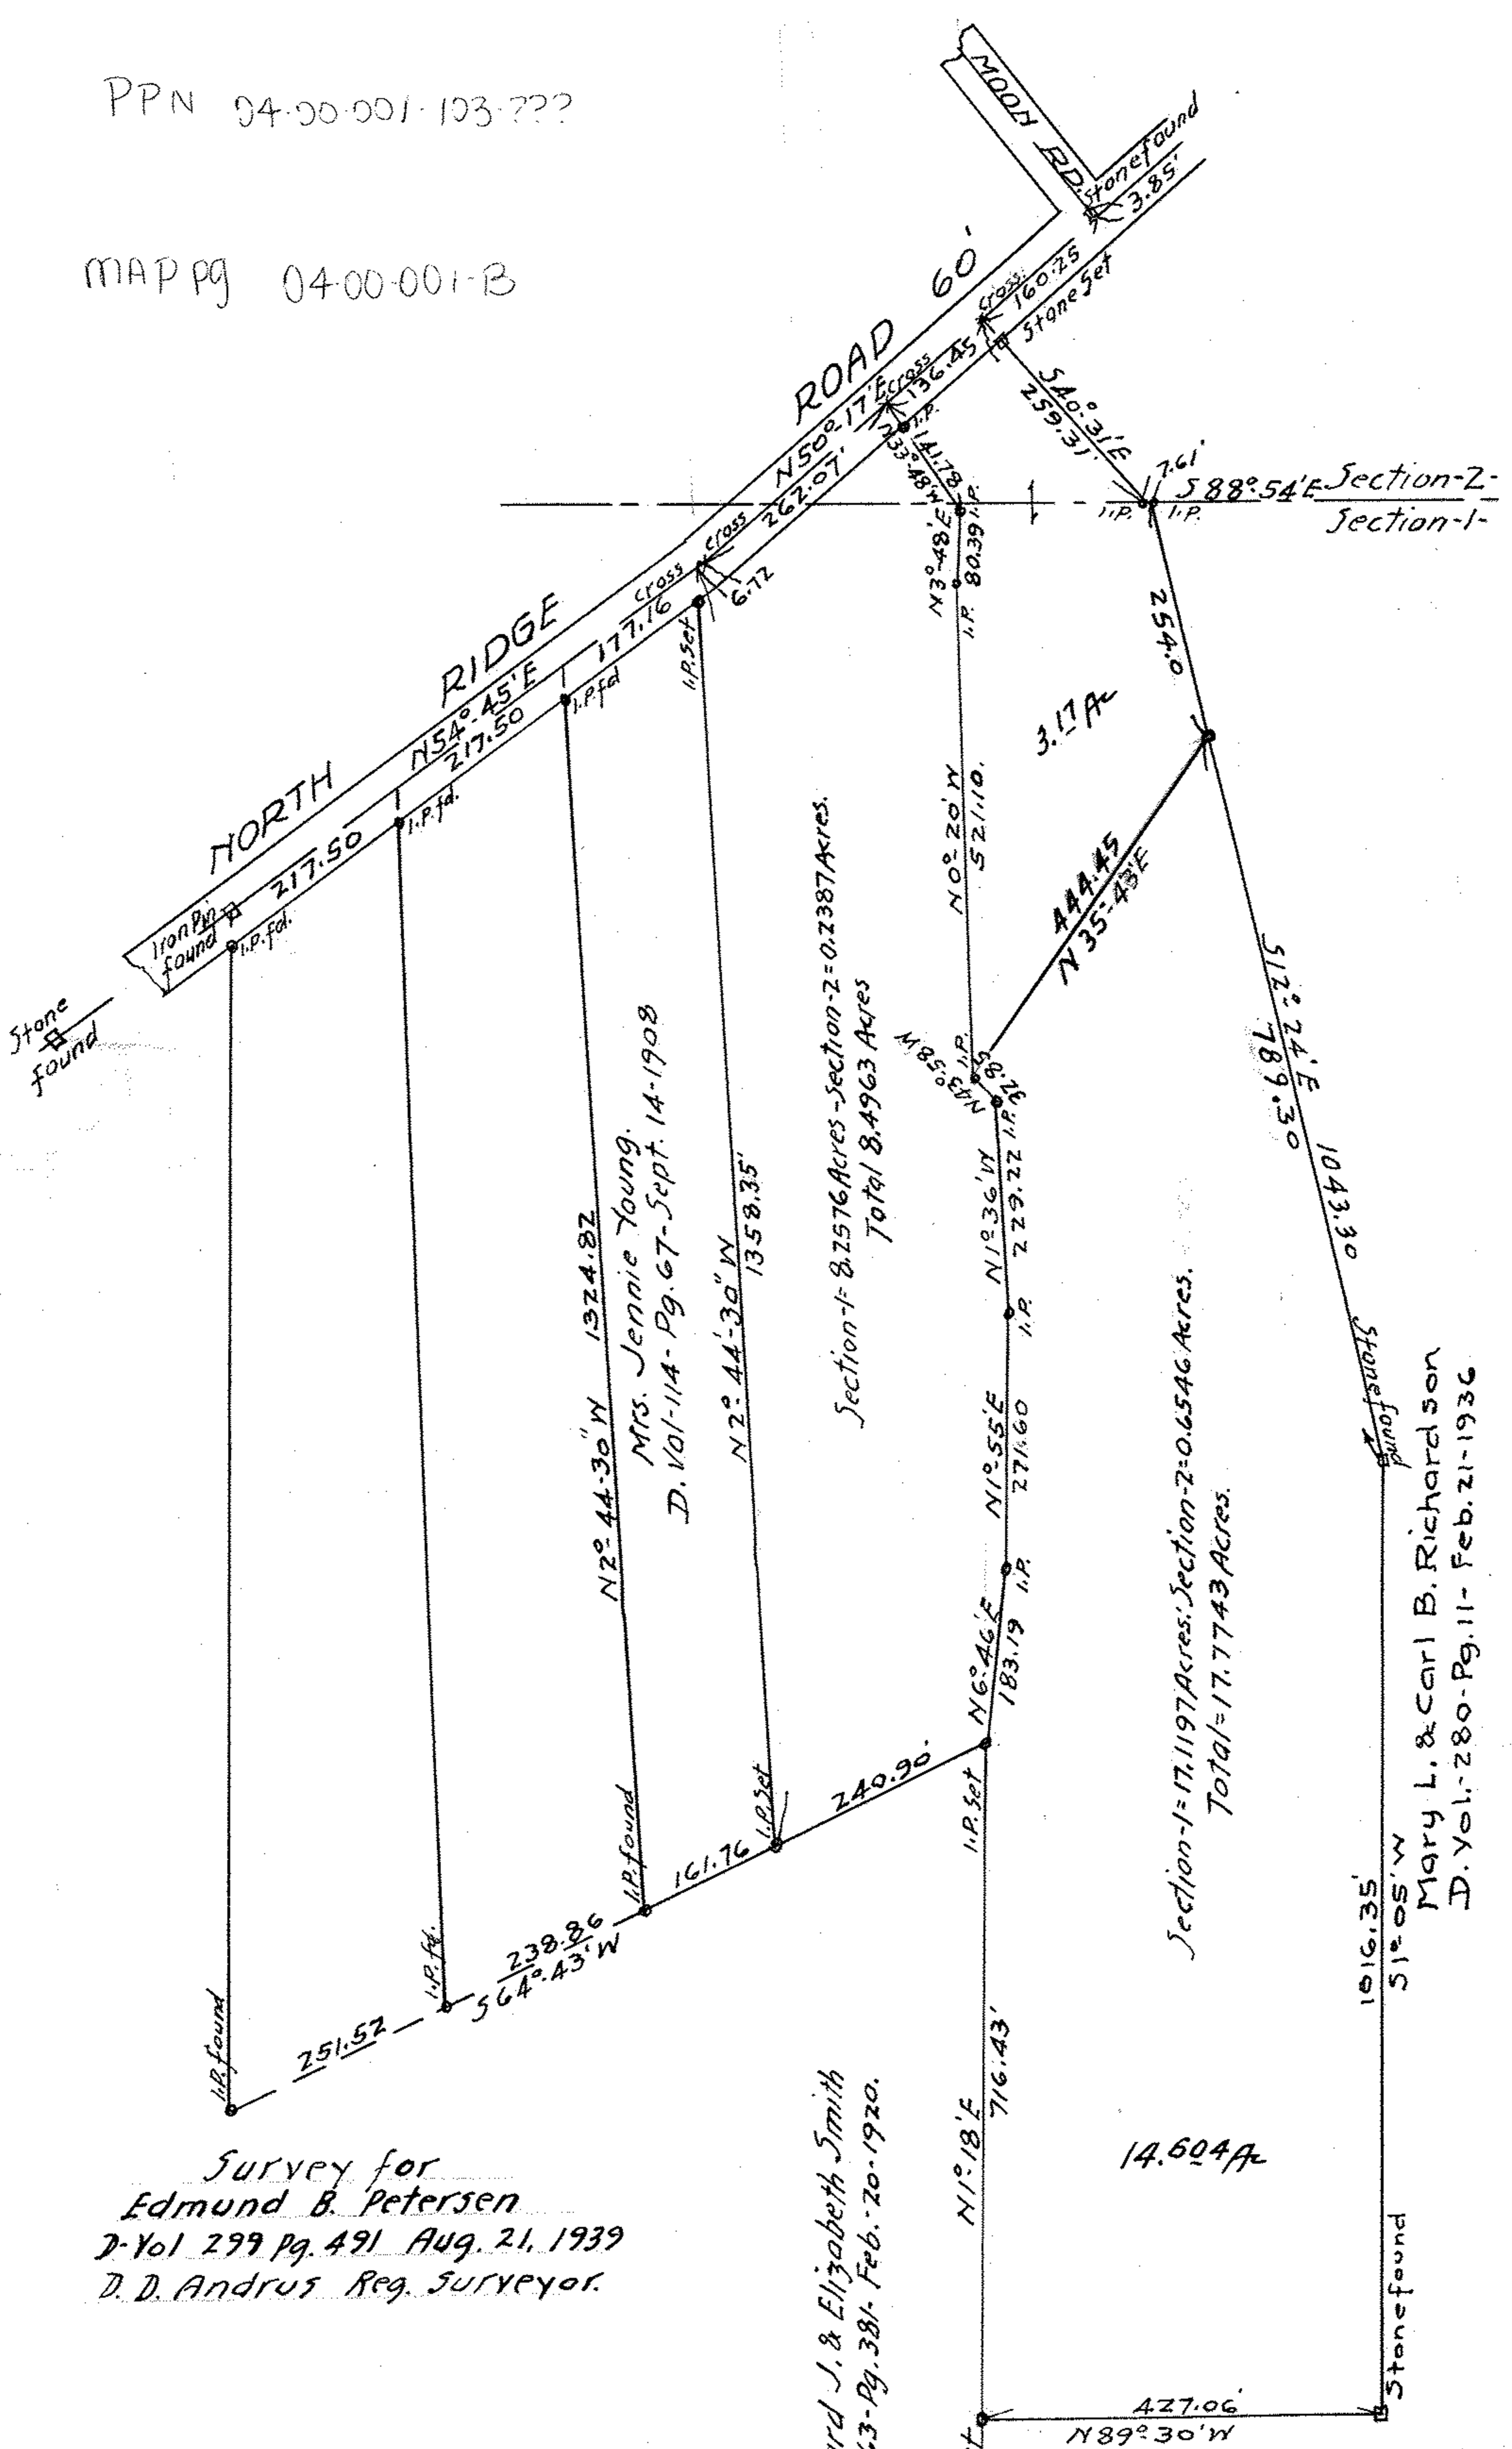 PPN 04-00-001-103-???
MAP pg 04-00-001-B
MOON RD.
Stone found
3.85'
60'
cross
160.25
Stone Set
NORTH RIDGE ROAD
N50°-17'E
cross
136.45
I.P.
262.07'
S40°-31'E
259.31'
141.78
I.P.
7.61'
S88°-54'E
Section-2-
Section-1-
I.P.
I.P.
N3°-48'E
80.39
I.P.
cross
cross
6.72
177.16
I.P. Set
N54°-45'E
217.50
I.P. fd
217.50
I.P. fd.
Iron Pin
found
I.P. fd.
Stone
found
254.0
3.17 Ac
N0°-20'W
521.10.
444.45
N 35°-43'E
I.P.
N43°-58'W
I.P.
S12°-24'E
789.30
1043.30
Stone found
N1°-36'W
229.22
I.P.
N1°-55'E
271.60
I.P.
N6°-46'E
183.19
I.P. Set
Section-1=8.2576 Acres-Section-2=0.2387 Acres.
Total 8.4963 Acres
N2°-44'-30"W
1358.35'
Mrs. Jennie Young.
D. Vol-114-Pg. 67-Sept. 14-1908
N2°-44'-30"W 1324.82
Section-1=17.1197 Acres: Section-2=0.6546 Acres.
Total=17.7743 Acres.
Mary L. & Carl B. Richardson
D. Vol.-280-Pg. 11- Feb. 21-1936
1016.35'
S1°-05'W
240.90'
I.P. Set
161.76
I.P. found
238.86
S64°-43'W
I.P. fd.
251.52
I.P. found
N1°-18'E
716.43'
14.604 Ac
Stone found
427.06'
N89°-30'W
J. & Elizabeth Smith
Pg. 381- Feb.-20-1920.
Survey for
Edmund B. Petersen
D-Vol 299 Pg. 491 Aug. 21, 1939
D. D. Andrus Reg. Surveyor.